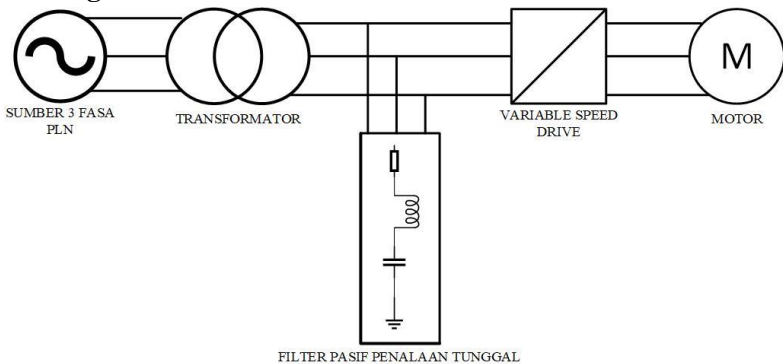 SUMBER 3 FASA
PLN
TRANSFORMATOR
VARIABLE SPEED
DRIVE
M
MOTOR
FILTER PASIF PENALAAN TUNGGAL